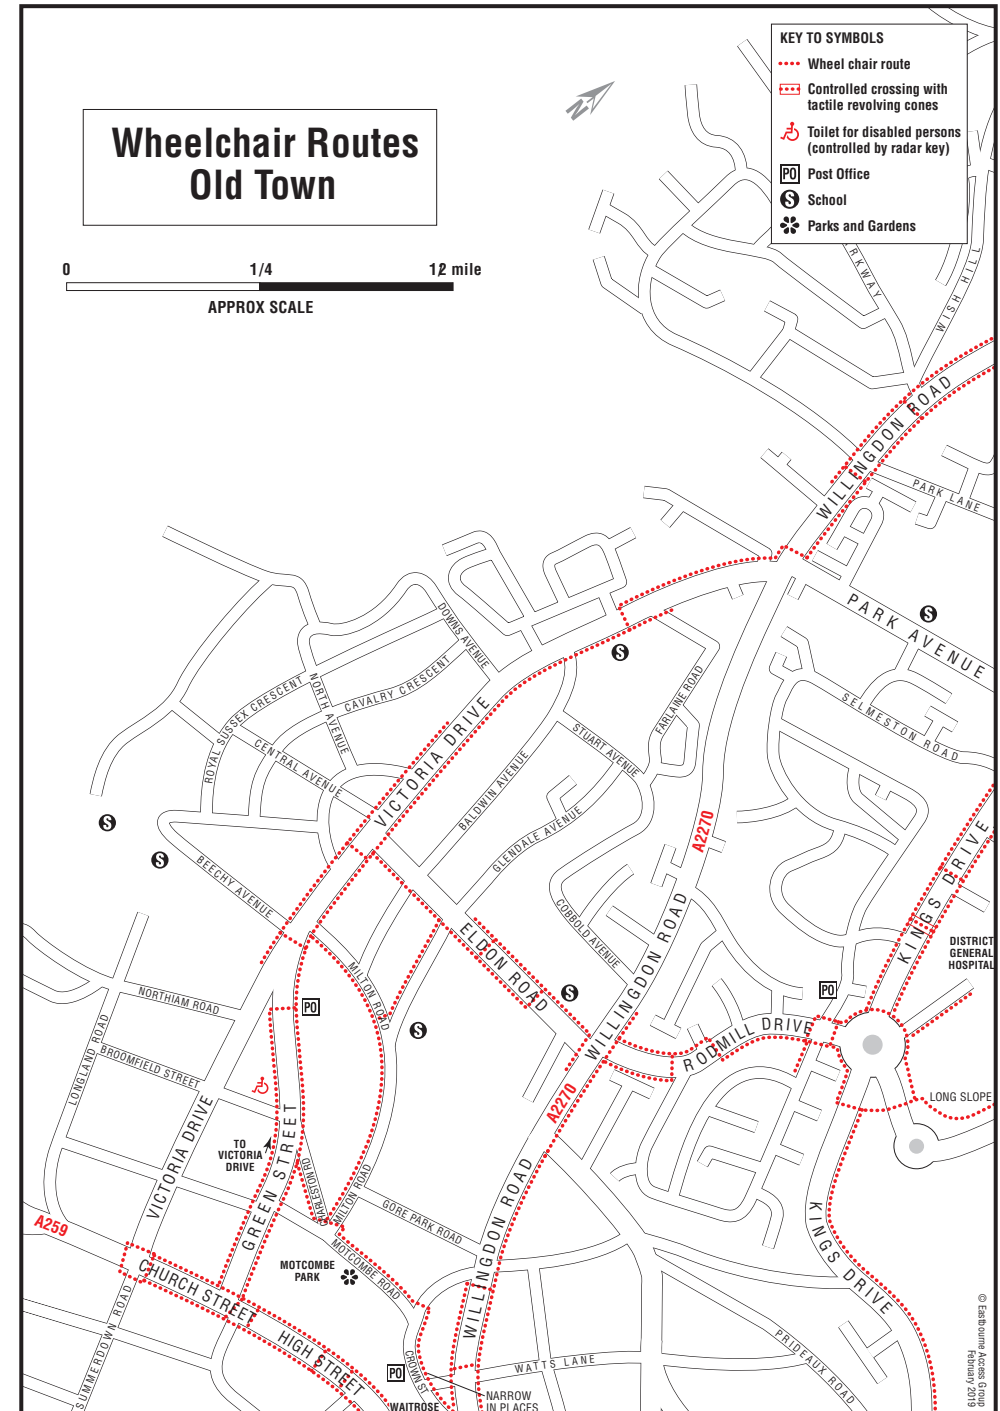 KEY TO SYMBOLS
Wheel chair route
Controlled crossing with
tactile revolving cones
Toilet for disabled persons
(controlled by radar key)
PO Post Office
S School
Parks and Gardens
N
Wheelchair Routes
Old Town
0 1/4 1/2 mile
APPROX SCALE
RKWAY
WISH HILL
WILLINGDON ROAD
PARK LANE
PARK AVENUE
S
S
SELMESTON ROAD
DOWNS AVENUE
ROYAL SUSSEX CRESCENT
NORTH AVENUE
CAVALRY CRESCENT
CENTRAL AVENUE
VICTORIA DRIVE
FARLAINE ROAD
STUART AVENUE
BALDWIN AVENUE
GLENDALE AVENUE
A2270
S
S
BEECHY AVENUE
KINGS DRIVE
COBBOLD AVENUE
ELDON ROAD
WILLINGDON ROAD
DISTRICT
GENERAL
HOSPITAL
MILTON ROAD
NORTHIAM ROAD
PO
S
S
PO
RODMILL DRIVE
LONGLAND ROAD
BROOMFIELD STREET
LONG SLOPE
A2270
VICTORIA DRIVE
TO
VICTORIA
DRIVE
GREEN STREET
CHARLESTON RD
MILTON ROAD
GORE PARK ROAD
WILLINGDON ROAD
KINGS DRIVE
A259
CHURCH STREET
MOTCOMBE
PARK
MOTCOMBE ROAD
SUMMERDOWN ROAD
HIGH STREET
PO
CROWN ST
WATTS LANE
PRIDEAUX ROAD
NARROW
IN PLACES
WAITROSE
© Eastbourne Access Group
February 2019